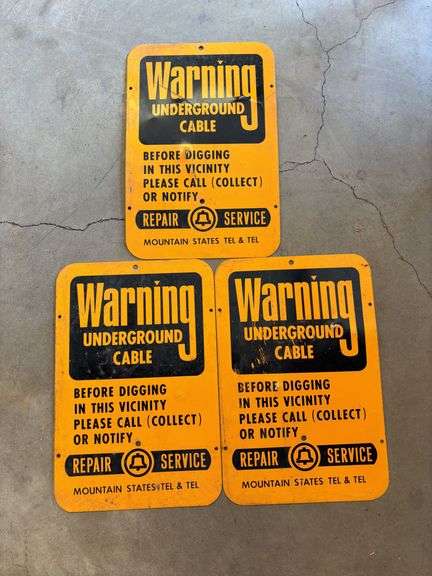 Warning
UNDERGROUND
CABLE
BEFORE DIGGING
IN THIS VICINITY
PLEASE CALL (COLLECT)
OR NOTIFY
REPAIR SERVICE
MOUNTAIN STATES TEL & TEL
Warning
UNDERGROUND
CABLE
BEFORE DIGGING
IN THIS VICINITY
PLEASE CALL (COLLECT)
OR NOTIFY
REPAIR SERVICE
MOUNTAIN STATES TEL & TEL
Warning
UNDERGROUND
CABLE
BEFORE DIGGING
IN THIS VICINITY
PLEASE CALL (COLLECT)
OR NOTIFY
REPAIR SERVICE
MOUNTAIN STATES TEL & TEL